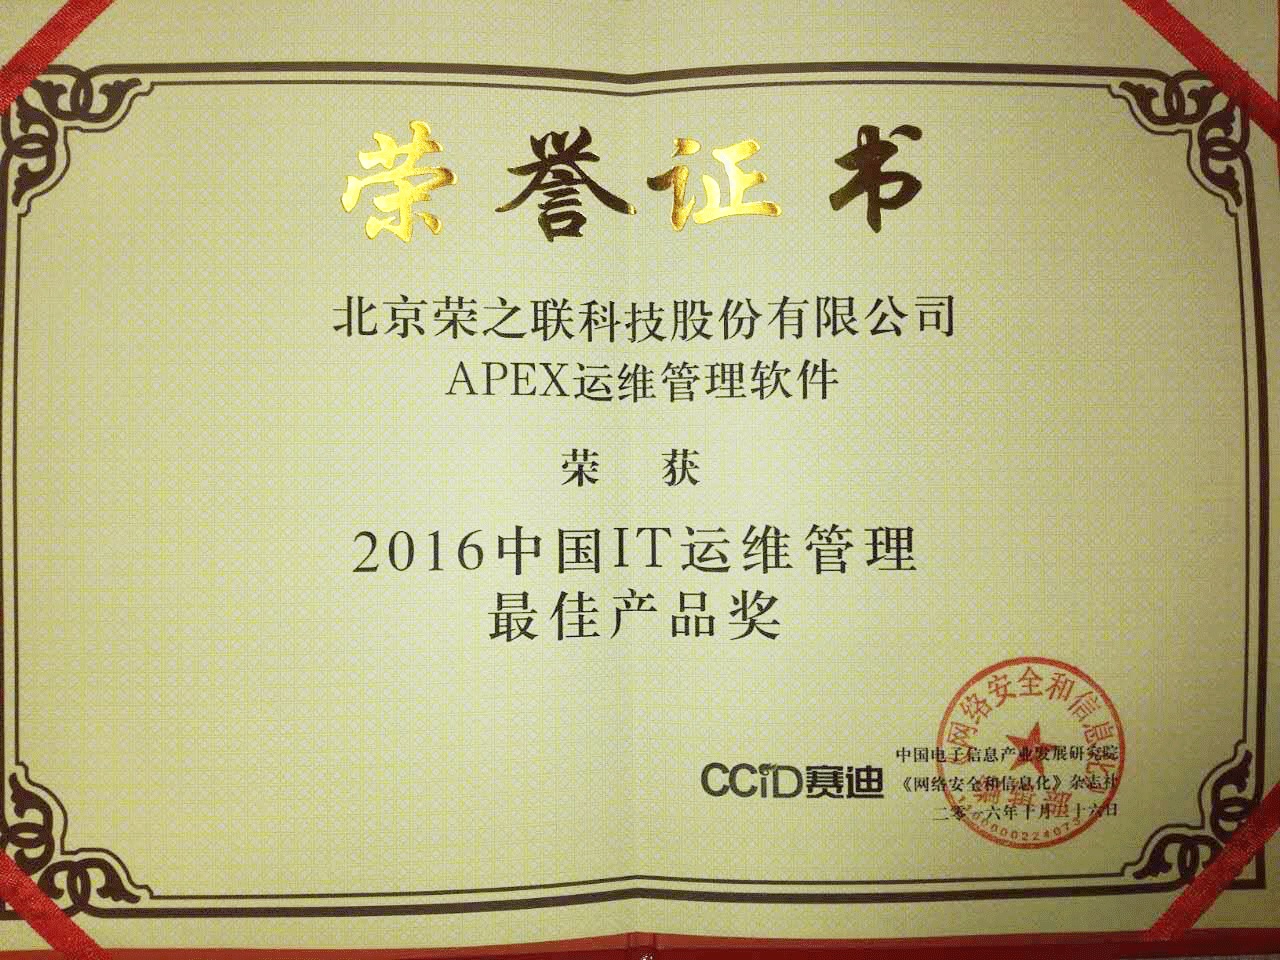 荣誉证书
北京荣之联科技股份有限公司
APEX运维管理软件
荣 获
2016中国IT运维管理
最佳产品奖
CCID赛迪
中国电子信息产业发展研究院
《网络安全和信息化》杂志社
二零一六年十月二十六日
网络安全和信息化